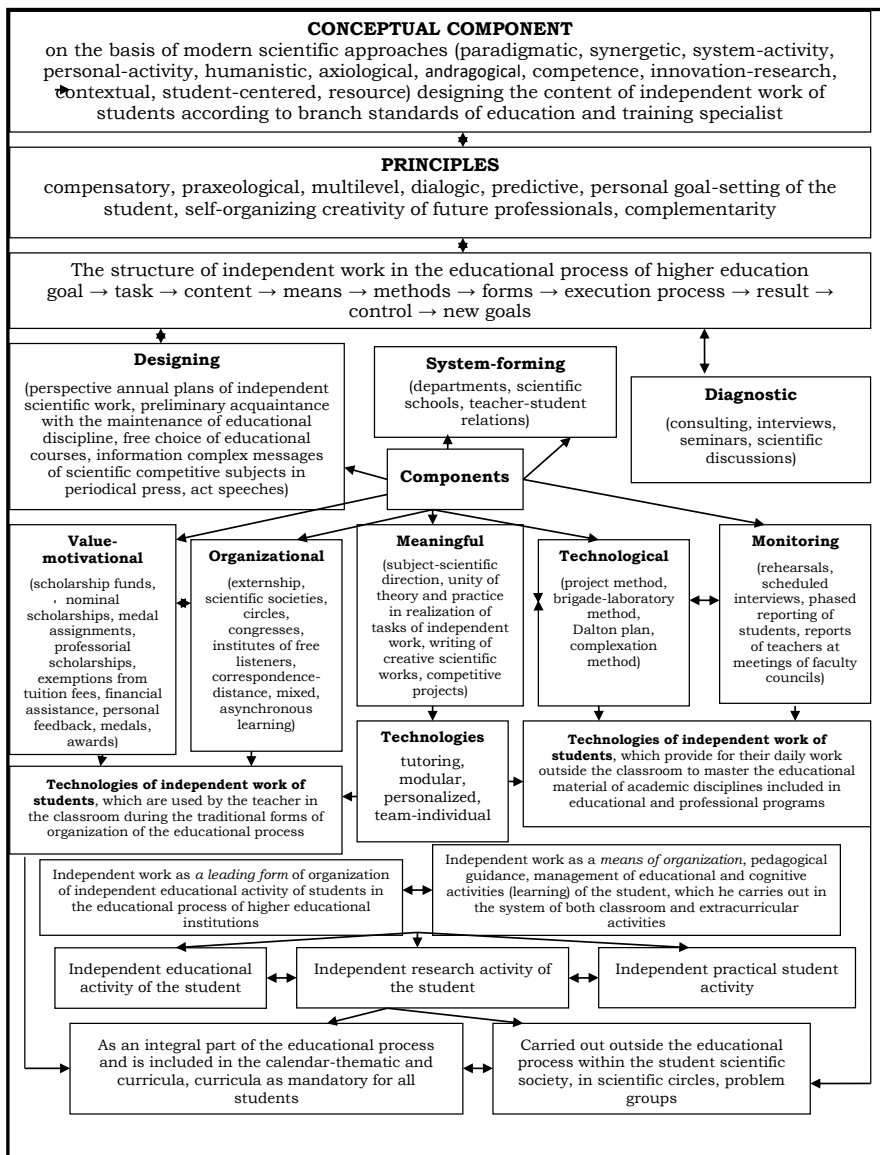 CONCEPTUAL COMPONENT
on the basis of modern scientific approaches (paradigmatic, synergetic, system-activity,
personal-activity, humanistic, axiological, andragogical, competence, innovation-research,
contextual, student-centered, resource) designing the content of independent work of
students according to branch standards of education and training specialist
PRINCIPLES
compensatory, praxeological, multilevel, dialogic, predictive, personal goal-setting of the
student, self-organizing creativity of future professionals, complementarity
The structure of independent work in the educational process of higher education
goal → task → content → means → methods → forms → execution process → result →
control → new goals
Designing
(perspective annual plans of independent
scientific work, preliminary acquaintance
with the maintenance of educational
discipline, free choice of educational
courses, information complex messages
of scientific competitive subjects in
periodical press, act speeches)
System-forming
(departments, scientific
schools, teacher-student
relations)
Diagnostic
(consulting, interviews,
seminars, scientific
discussions)
Components
Value-
motivational
(scholarship funds,
nominal
scholarships, medal
assignments,
professorial
scholarships,
exemptions from
tuition fees, financial
assistance, personal
feedback, medals,
awards)
Organizational
(externship,
scientific societies,
circles,
congresses,
institutes of free
listeners,
correspondence-
distance, mixed,
asynchronous
learning)
Meaningful
(subject-scientific
direction, unity of
theory and practice
in realization of
tasks of independent
work, writing of
creative scientific
works, competitive
projects)
Technological
(project method,
brigade-laboratory
method,
Dalton plan,
complexation
method)
Monitoring
(rehearsals,
scheduled
interviews, phased
reporting of
students, reports
of teachers at
meetings of faculty
councils)
Technologies of independent work of
students, which are used by the teacher in
the classroom during the traditional forms of
organization of the educational process
Technologies
tutoring,
modular,
personalized,
team-individual
Technologies of independent work of
students, which provide for their daily work
outside the classroom to master the educational
material of academic disciplines included in
educational and professional programs
Independent work as a leading form of organization
of independent educational activity of students in
the educational process of higher educational
institutions
Independent work as a means of organization, pedagogical
guidance, management of educational and cognitive
activities (learning) of the student, which he carries out in
the system of both classroom and extracurricular
activities
Independent educational
activity of the student
Independent research activity of
the student
Independent practical student
activity
As an integral part of the educational process
and is included in the calendar-thematic and
curricula, curricula as mandatory for all
students
Carried out outside the educational
process within the student scientific
society, in scientific circles, problem
groups